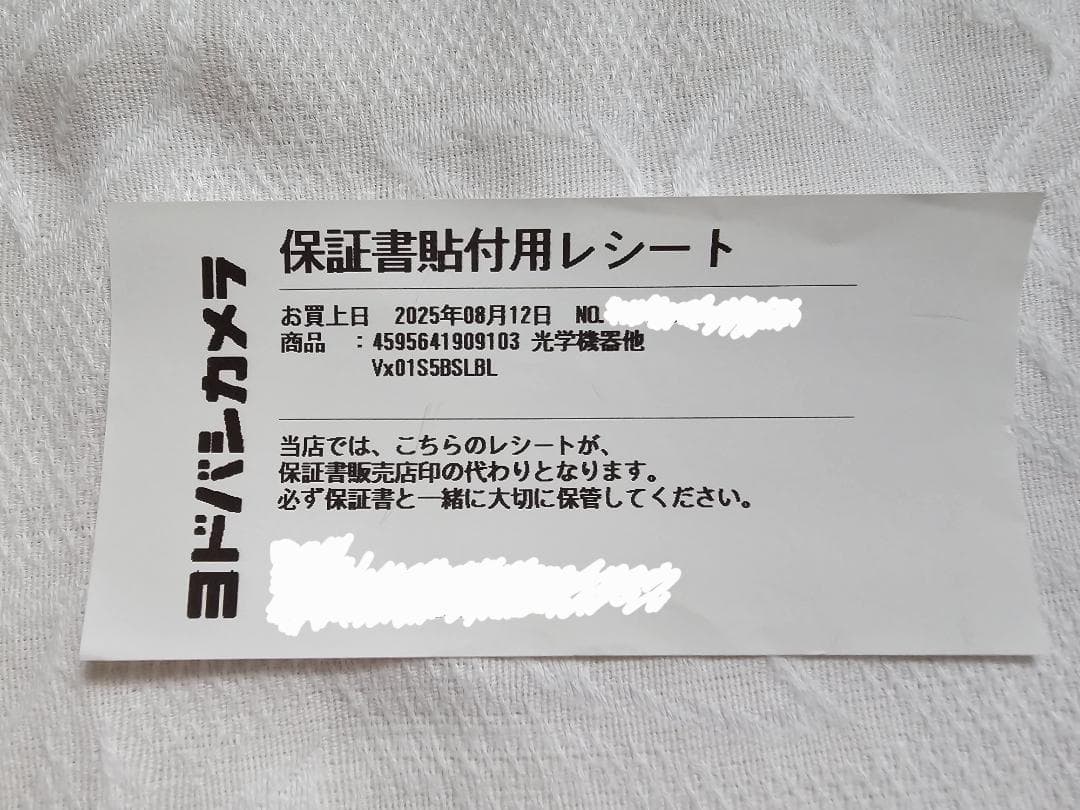 ヨドバシカメラ
保証書貼付用レシート
お買上日 2025年08月12日 NO.
商品 :4595641909103 光学機器他
Vx01S5BSLBL
当店では、こちらのレシートが、
保証書販売店印の代わりとなります。
必ず保証書と一緒に大切に保管してください。